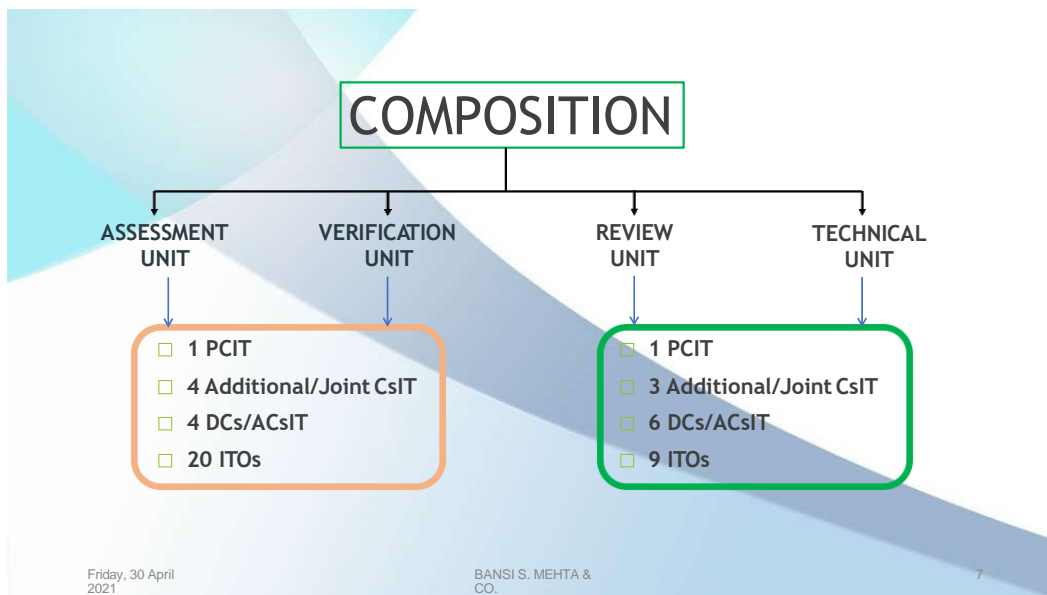 COMPOSITION
ASSESSMENT
UNIT
VERIFICATION
UNIT
REVIEW
UNIT
TECHNICAL
UNIT
1 PCIT
4 Additional/Joint CsIT
4 DCs/ACsIT
20 ITOs
1 PCIT
3 Additional/Joint CsIT
6 DCs/ACsIT
9 ITOs
Friday, 30 April
2021
BANSI S. MEHTA &
CO.
7